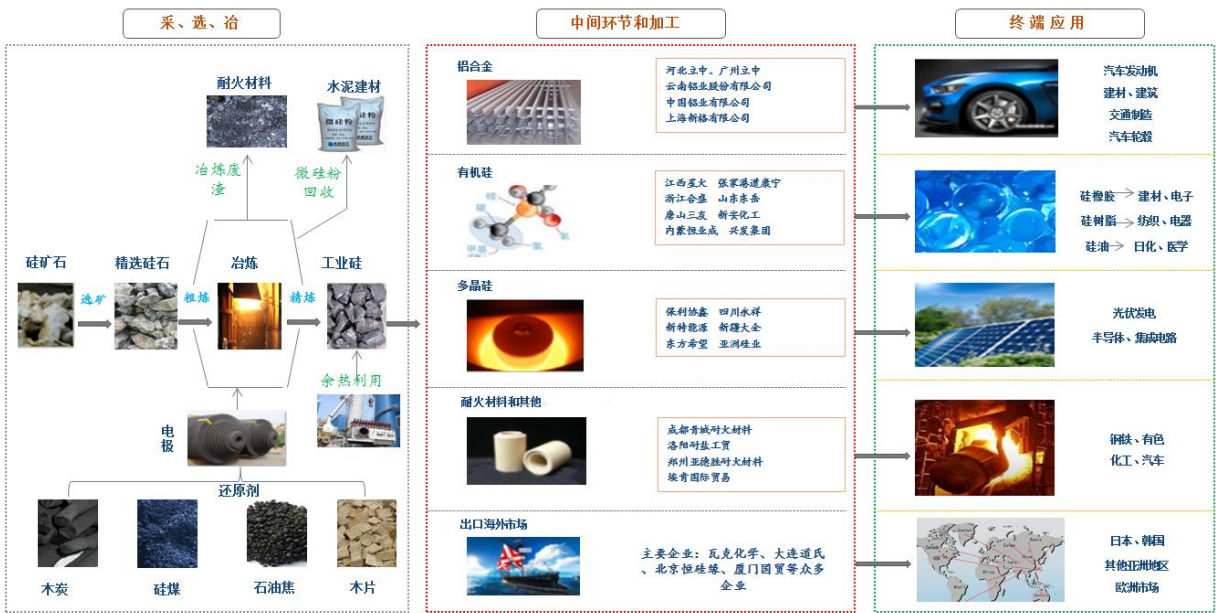 采、选、冶
中间环节和加工
终端应用
耐火材料
水泥建材
微硅粉
冶炼废渣
微硅粉回收
硅矿石
精选硅石
冶炼
工业硅
选矿
粗炼
精炼
余热利用
电极
还原剂
木炭
硅煤
石油焦
木片
铝合金
河北立中、广州立中
云南铝业股份有限公司
中国铝业有限公司
上海新格有限公司
有机硅
硅
碳
氧
氢
甲基
江西星火 张家港道康宁
浙江合盛 山东东岳
唐山三友 新安化工
内蒙恒业成 兴发集团
多晶硅
保利协鑫 四川永祥
新特能源 新疆大全
东方希望 亚洲硅业
耐火材料和其他
成都青城耐火材料
洛阳耐盐工贸
郑州亚德胜耐火材料
埃肯国际贸易
出口海外市场
主要企业：瓦克化学、大连道氏
、北京恒硅缘、厦门国贸等众多
企业
汽车发动机
建材、建筑
交通制造
汽车轮毂
硅橡胶 建材、电子
硅树脂 纺织、电器
硅油 日化、医学
光伏发电
半导体、集成电路
钢铁、有色
化工、汽车
日本、韩国
其他亚洲地区
欧洲市场